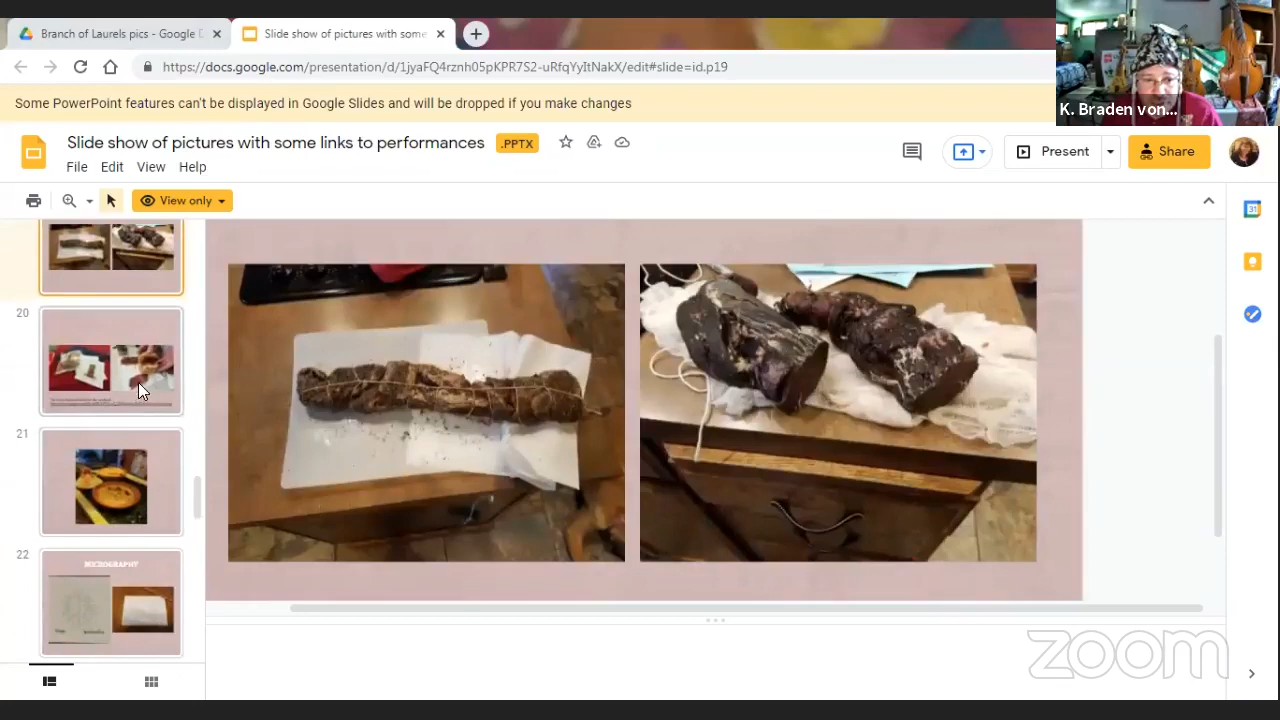 Branch of Laurels pics - Google D
Slide show of pictures with some
https://docs.google.com/presentation/d/1jyaFQ4rznh05pKPR7S2-uRfqYyItNakX/edit#slide=id.p19
Some PowerPoint features can't be displayed in Google Slides and will be dropped if you make changes
K. Braden von...
Slide show of pictures with some links to performances .PPTX
File Edit View Help
Present
Share
View only
31
20
21
22
MICROGRAPHY
zoom